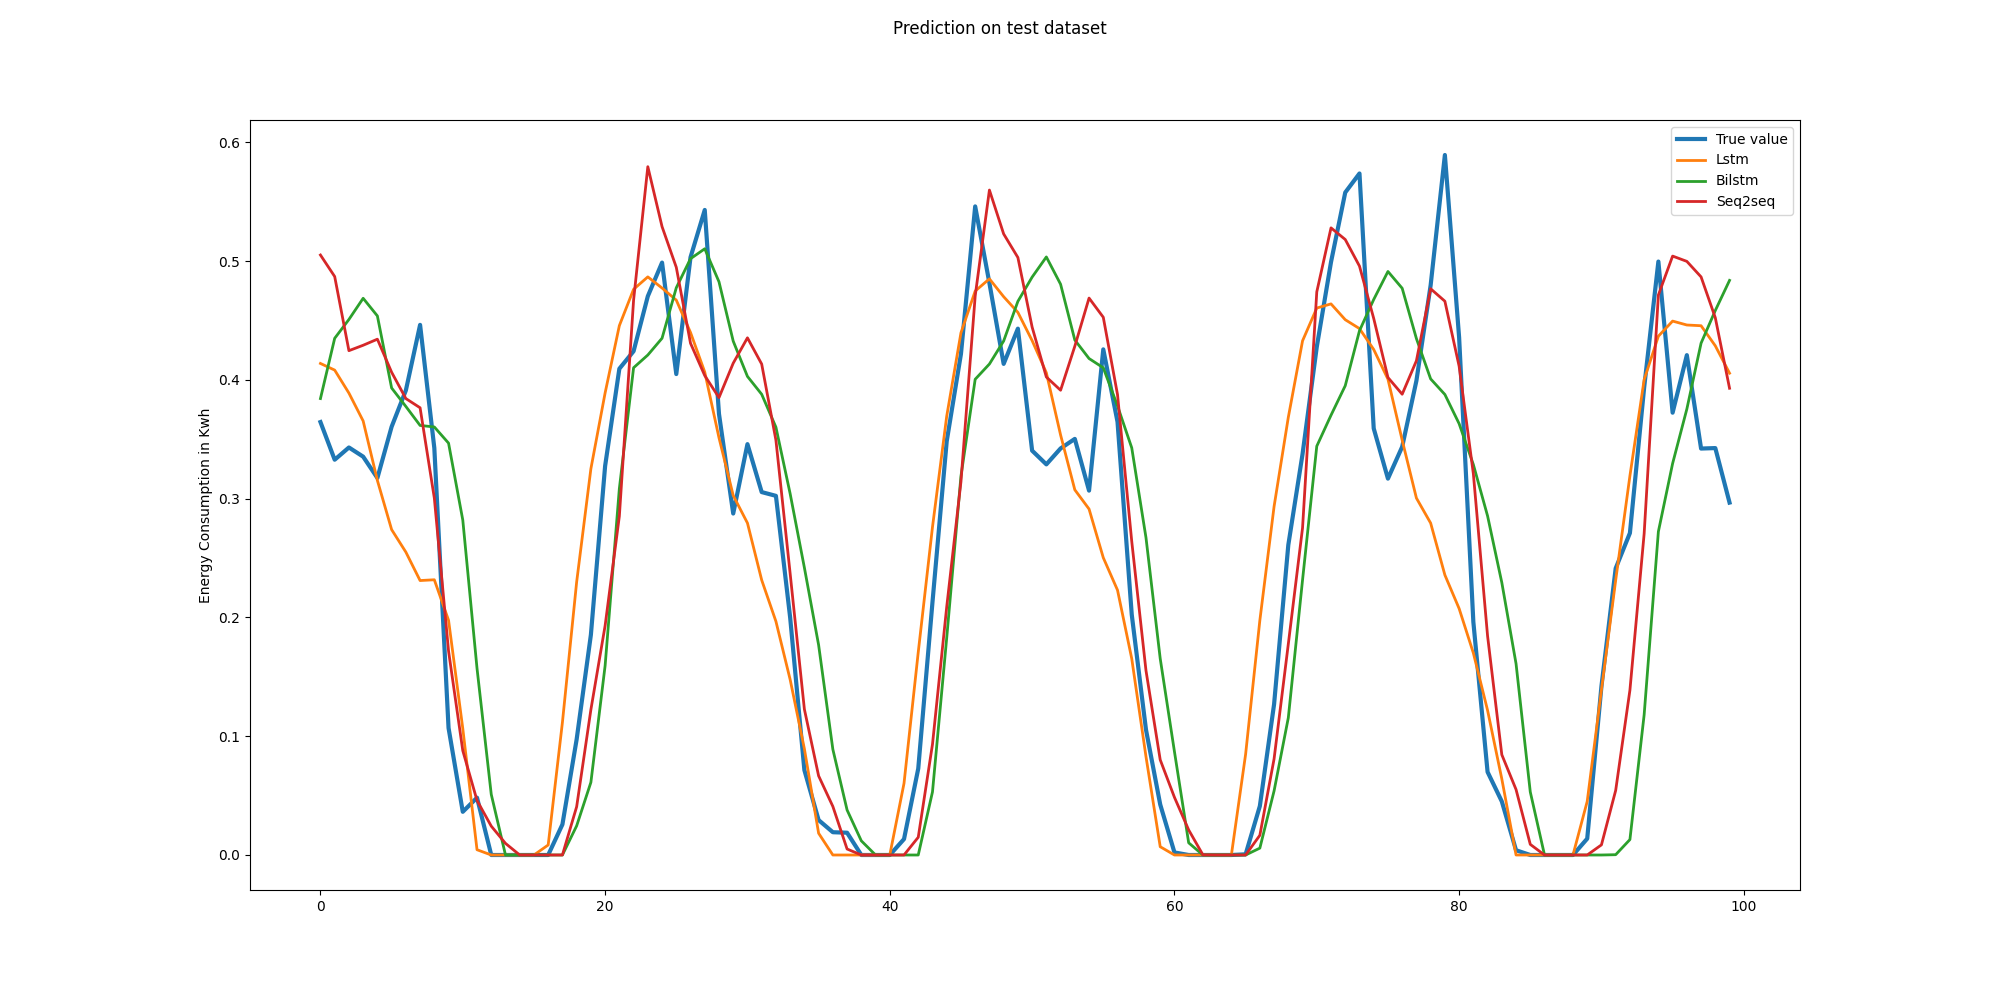 Prediction on test dataset
True value
Lstm
Bilstm
Seq2seq
Energy Consumption in Kwh
0.6
0.5
0.4
0.3
0.2
0.1
0.0
0 20 40 60 80 100